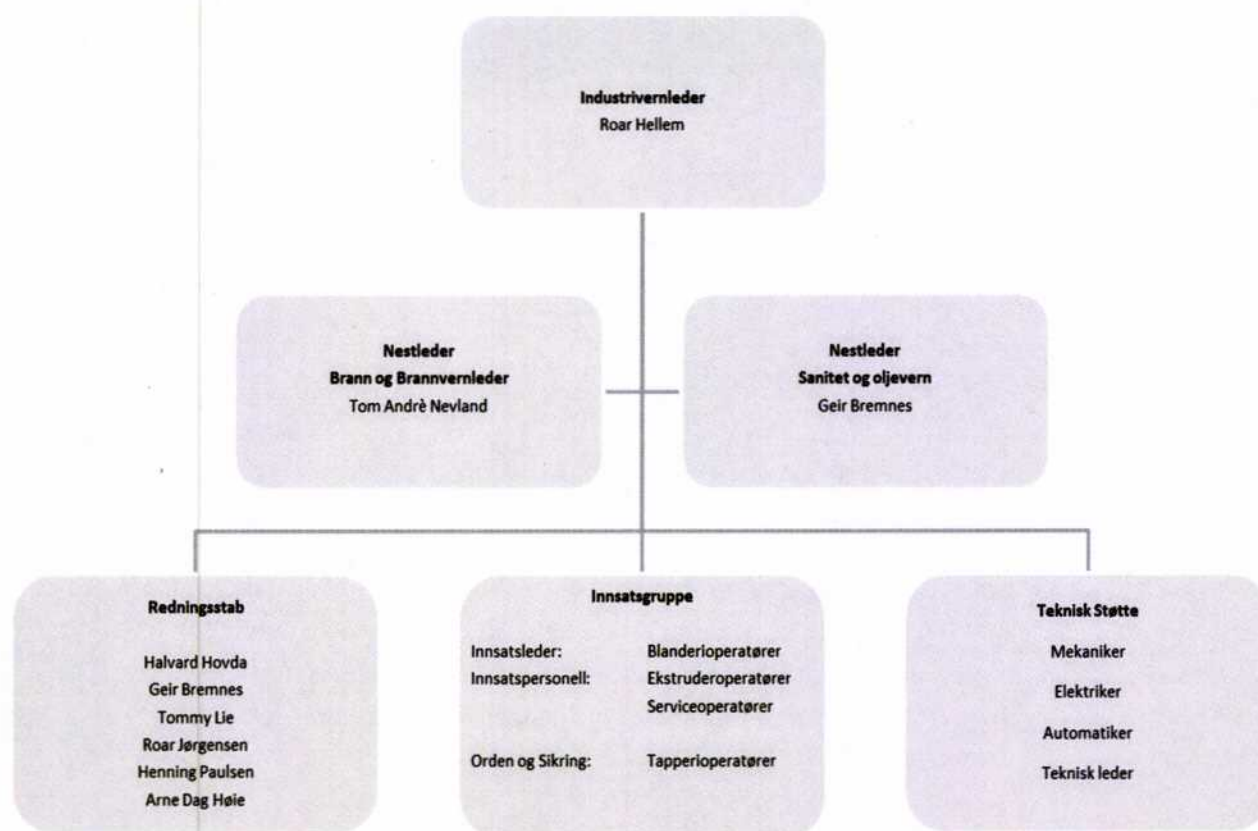 Industrivernleder
Roar Hellem
Nestleder
Brann og Brannvernleder
Tom Andrè Nevland
Nestleder
Sanitet og oljevern
Geir Bremnes
Redningsstab
Halvard Hovda
Geir Bremnes
Tommy Lie
Roar Jørgensen
Henning Paulsen
Arne Dag Høie
Innsatsgruppe
Innsatsleder: Blanderioperatører
Innsatspersonell: Ekstruderoperatører
Serviceoperatører
Orden og Sikring: Tapperioperatører
Teknisk Støtte
Mekaniker
Elektriker
Automatiker
Teknisk leder